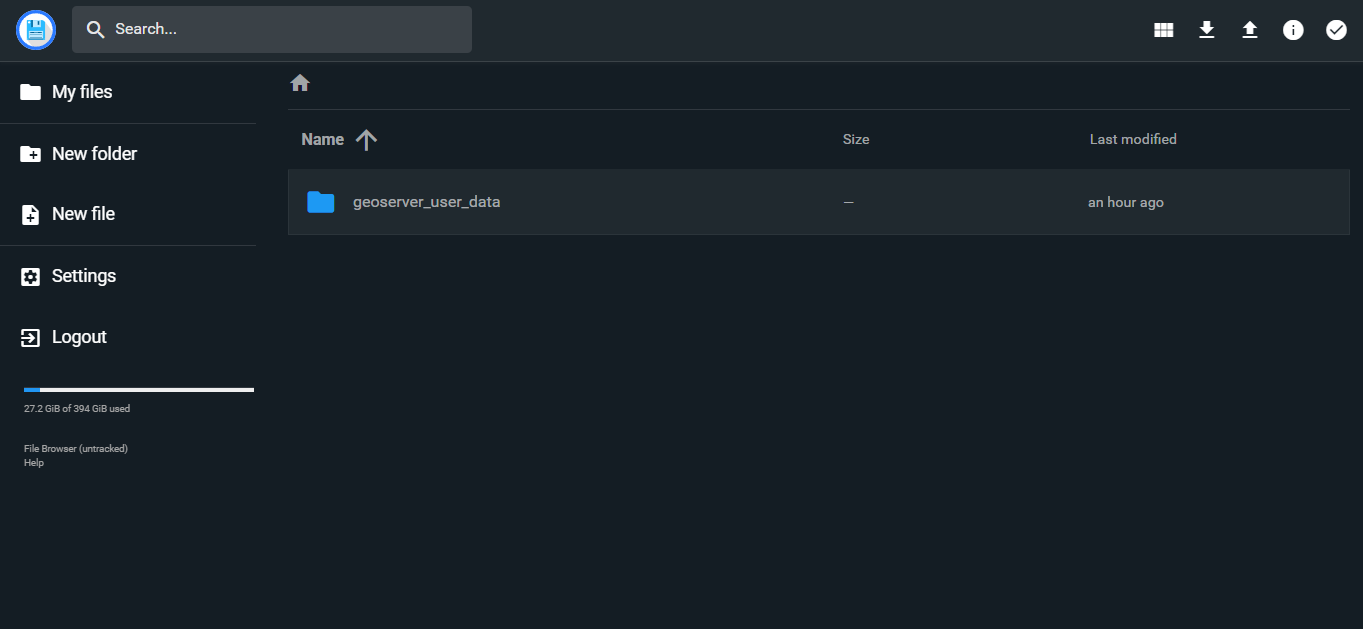 Search...
My files
New folder
New file
Settings
Logout
27.2 GiB of 394 GiB used
File Browser (untracked)
Help
Name Size Last modified
geoserver_user_data — an hour ago